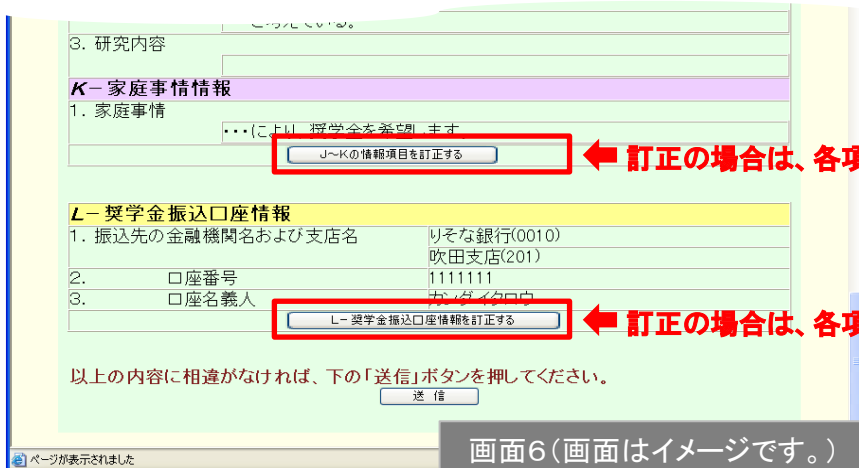 と考えている。
3. 研究内容
K－家庭事情情報
1. 家庭事情
・・・により、奨学金を希望します。
J～Kの情報項目を訂正する
訂正の場合は、各項
L－奨学金振込口座情報
1. 振込先の金融機関名および支店名 りそな銀行(0010)
吹田支店(201)
2. 口座番号 1111111
3. 口座名義人 カンダイタロウ
L－奨学金振込口座情報を訂正する
訂正の場合は、各項
以上の内容に相違がなければ、下の「送信」ボタンを押してください。
送 信
画面6(画面はイメージです。)
ページが表示されました